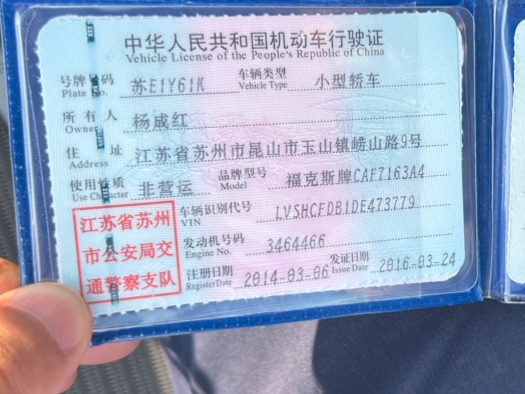 中华人民共和国机动车行驶证
Vehicle License of the People's Republic of China
号牌号码 苏E1Y61K 车辆类型 小型轿车
Plate No. Vehicle Type
所有人 杨成红
Owner
住址 江苏省苏州市昆山市玉山镇崂山路9号
Address
使用性质 非营运 品牌型号 福克斯牌CAF7163A4
Use Character Model
江苏省苏州 车辆识别代号 LVSHCFDB1DE473779
VIN
市公安局交 发动机号码 3464466
Engine No.
通警察支队 注册日期 2014-03-06 发证日期 2016-03-24
Register Date Issue Date